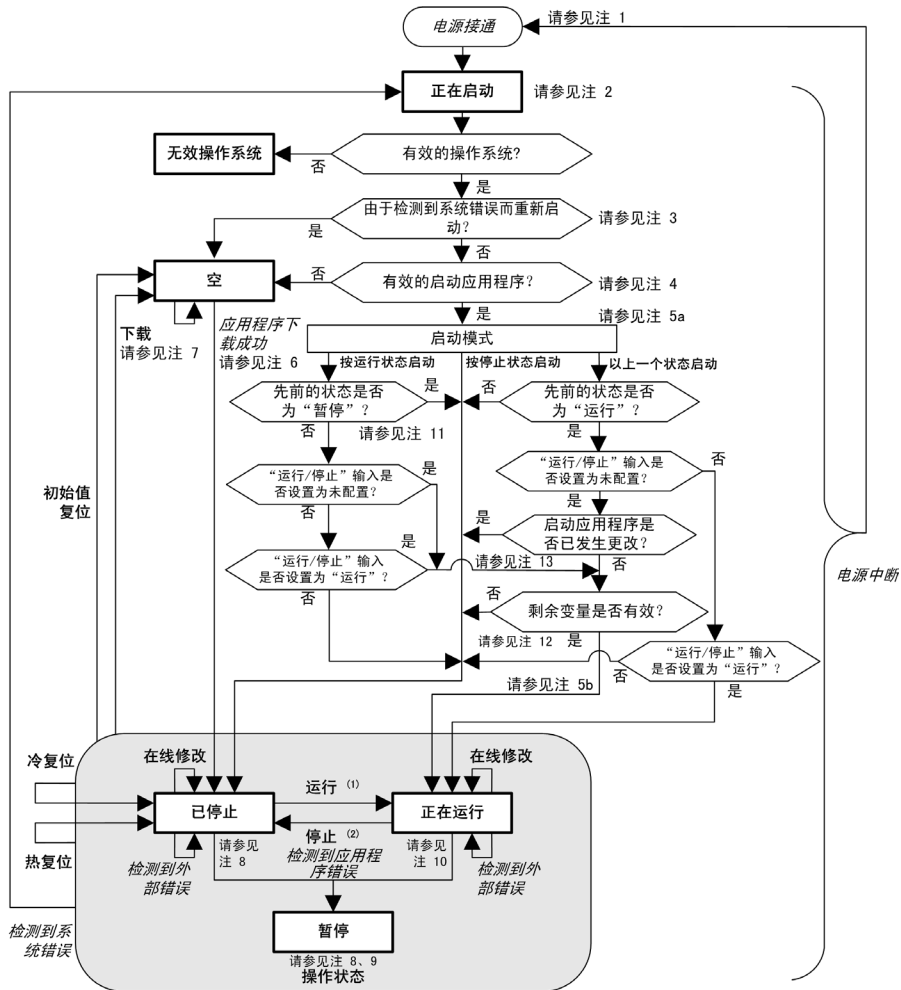 电源接通
请参见注 1
正在启动
请参见注 2
无效操作系统
有效的操作系统?
否
是
由于检测到系统错误而重新启
动?
请参见注 3
是
否
空
否
有效的启动应用程序?
请参见注 4
是
请参见注 5a
下载
请参见注 7
应用程序下
载成功
请参见注 6
启动模式
按运行状态启动
按停止状态启动
以上一个状态启动
先前的状态是否
为“暂停”?
是
否
先前的状态是否
为“运行”?
否
请参见注 11
是
否
“运行/停止”输入是
否设置为未配置?
是
“运行/停止”输入是
否设置为未配置?
初始值
复位
否
是
是
启动应用程序是
否已发生更改?
“运行/停止”输入
是否设置为“运行”?
是
请参见注 13
否
电源中断
否
否
剩余变量是否有效?
请参见注 12
是
“运行/停止”输入
是否设置为“运行”?
否
是
请参见注 5b
冷复位
在线修改
在线修改
运行 (1)
已停止
正在运行
停止 (2)
热复位
请参见
注 8
检测到应用程
序错误
请参见
注 10
检测到外
部错误
检测到外
部错误
检测到系
统错误
暂停
请参见注 8、9
操作状态